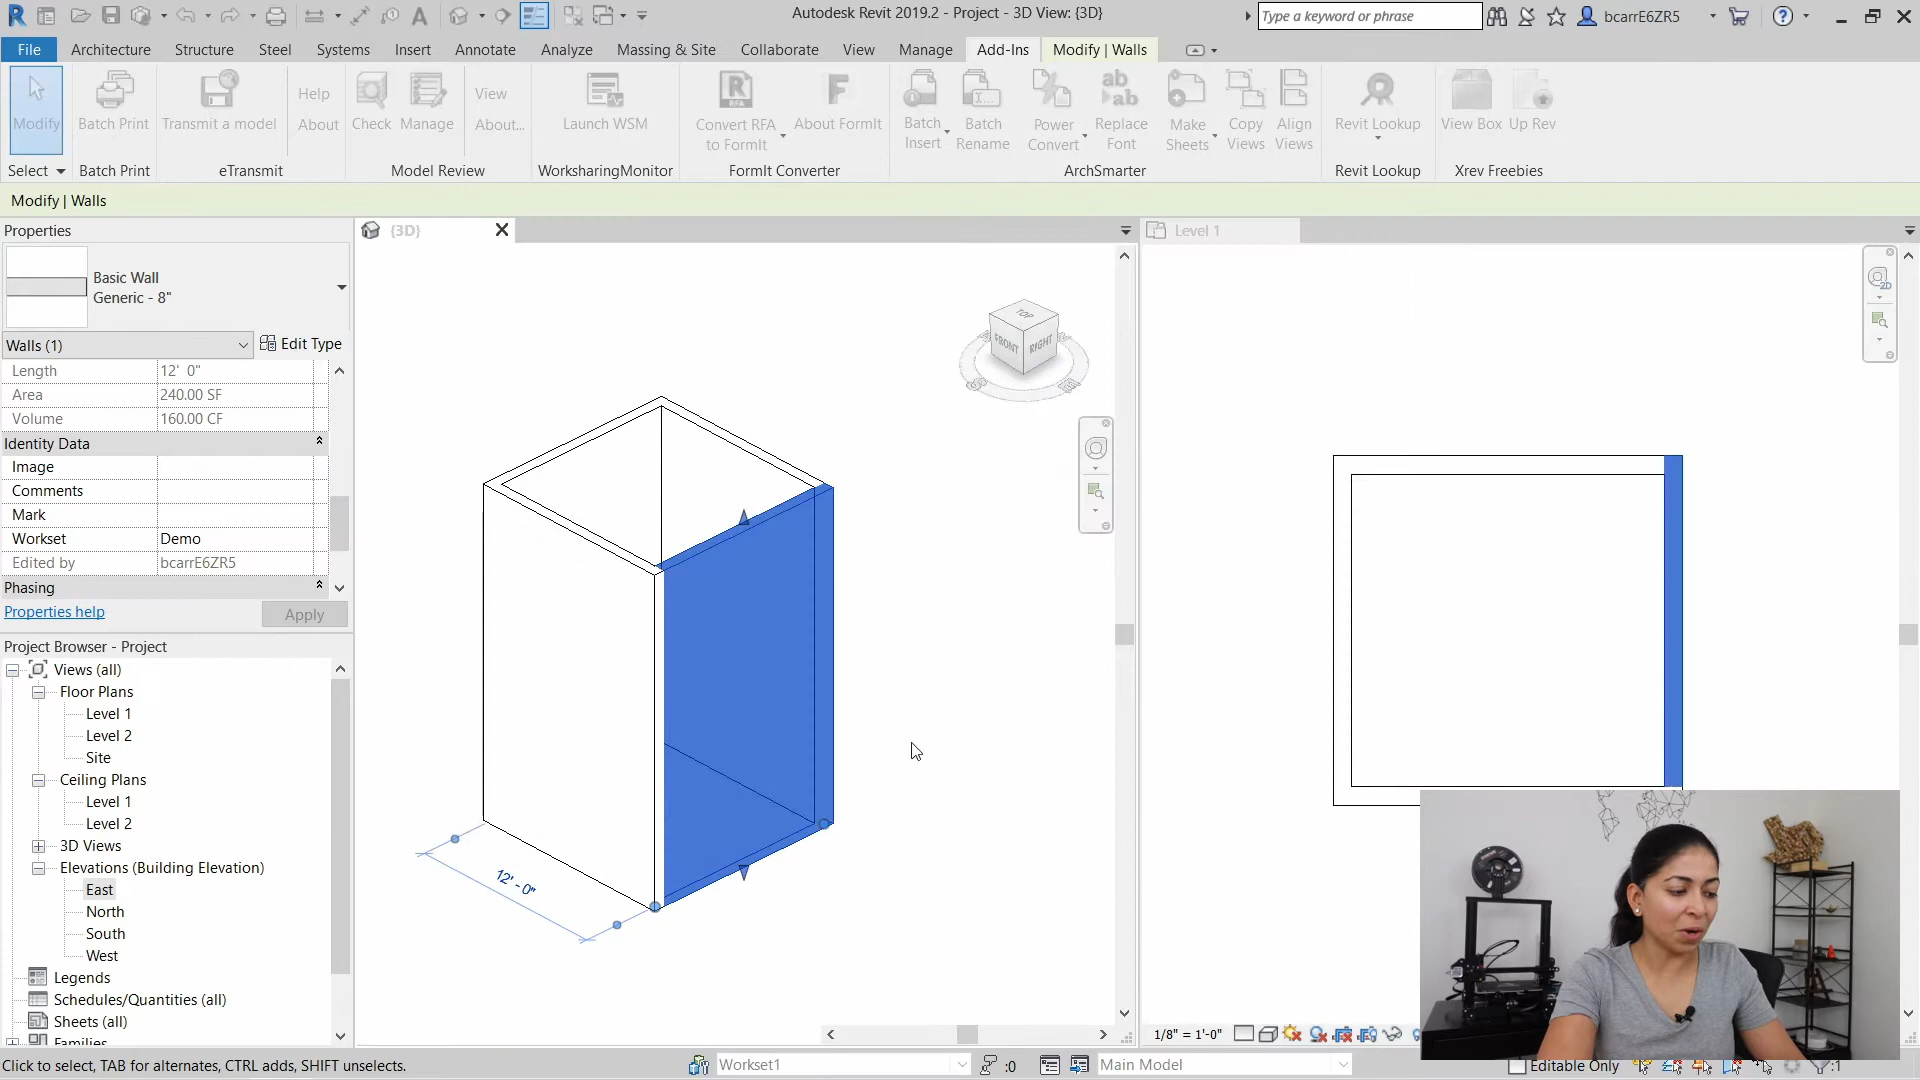 Autodesk Revit 2019.2 - Project - 3D View: {3D}
Type a keyword or phrase
bcarrE6ZR5
File
Architecture
Structure
Steel
Systems
Insert
Annotate
Analyze
Massing & Site
Collaborate
View
Manage
Add-Ins
Modify | Walls
Modify
Batch Print
Transmit a model
Help
About
Check
Manage
View
About...
Launch WSM
Convert RFA
to FormIt
About FormIt
Batch
Insert
Batch
Rename
Power
Convert
Replace
Font
Make
Sheets
Copy
Views
Align
Views
Revit Lookup
View Box
Up Rev
Select
Batch Print
eTransmit
Model Review
WorksharingMonitor
FormIt Converter
ArchSmarter
Revit Lookup
Xrev Freebies
Modify | Walls
Properties
Basic Wall
Generic - 8"
Walls (1)
Edit Type
Length 12' 0"
Area 240.00 SF
Volume 160.00 CF
Identity Data
Image
Comments
Mark
Workset Demo
Edited by bcarrE6ZR5
Phasing
Properties help
Apply
Project Browser - Project
Views (all)
Floor Plans
Level 1
Level 2
Site
Ceiling Plans
Level 1
Level 2
3D Views
Elevations (Building Elevation)
East
North
South
West
Legends
Schedules/Quantities (all)
Sheets (all)
Families
{3D}
TOP
FRONT
RIGHT
12' - 0"
Level 1
2D
1/8" = 1'-0"
Click to select, TAB for alternates, CTRL adds, SHIFT unselects.
Workset1
:0
Main Model
Editable Only
:1